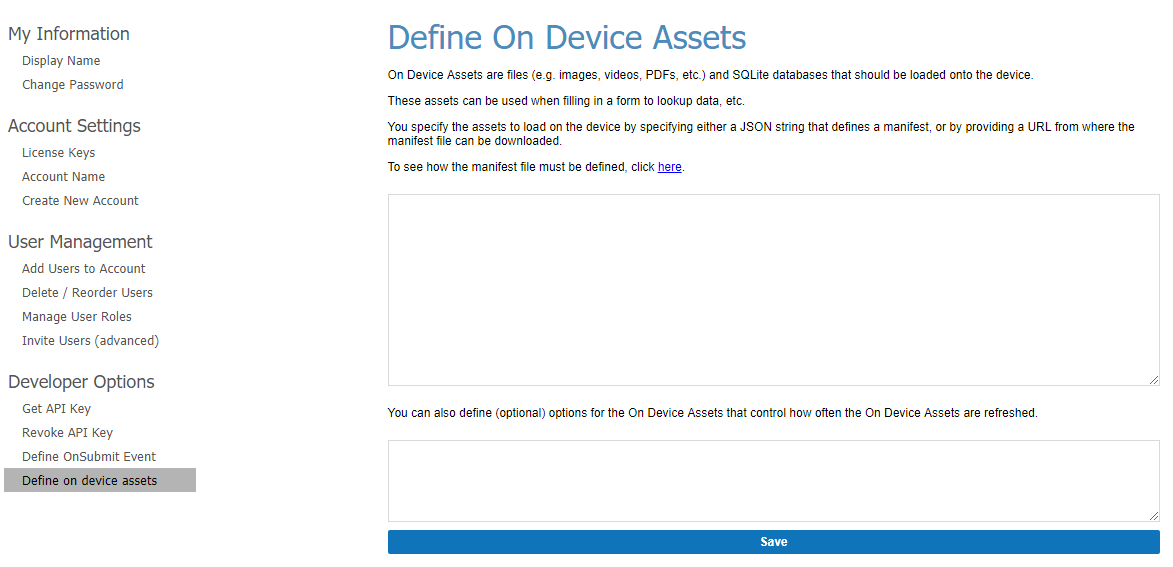 My Information
Display Name
Change Password
Account Settings
License Keys
Account Name
Create New Account
User Management
Add Users to Account
Delete / Reorder Users
Manage User Roles
Invite Users (advanced)
Developer Options
Get API Key
Revoke API Key
Define OnSubmit Event
Define on device assets
Define On Device Assets
On Device Assets are files (e.g. images, videos, PDFs, etc.) and SQLite databases that should be loaded onto the device.
These assets can be used when filling in a form to lookup data, etc.
You specify the assets to load on the device by specifying either a JSON string that defines a manifest, or by providing a URL from where the
manifest file can be downloaded.
To see how the manifest file must be defined, click here.
You can also define (optional) options for the On Device Assets that control how often the On Device Assets are refreshed.
Save